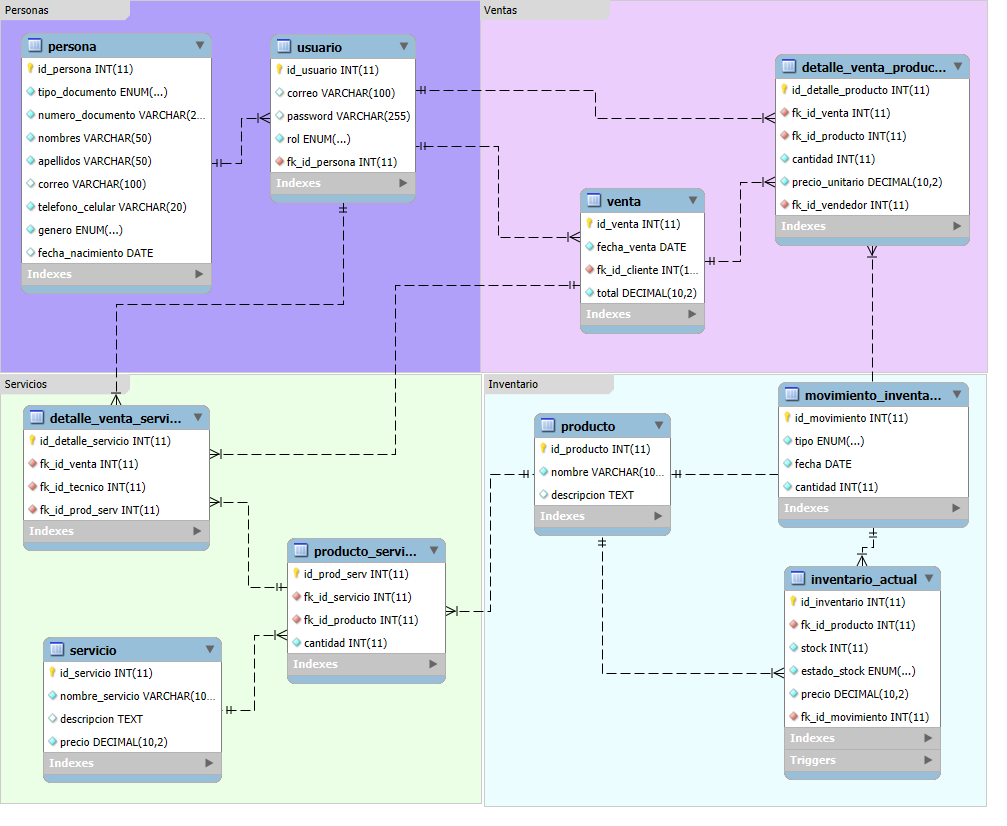 Personas
persona
id_persona INT(11)
tipo_documento ENUM(...)
numero_documento VARCHAR(2...
nombres VARCHAR(50)
apellidos VARCHAR(50)
correo VARCHAR(100)
telefono_celular VARCHAR(20)
genero ENUM(...)
fecha_nacimiento DATE
Indexes
usuario
id_usuario INT(11)
correo VARCHAR(100)
password VARCHAR(255)
rol ENUM(...)
fk_id_persona INT(11)
Indexes
Ventas
detalle_venta_produc...
id_detalle_producto INT(11)
fk_id_venta INT(11)
fk_id_producto INT(11)
cantidad INT(11)
precio_unitario DECIMAL(10,2)
fk_id_vendedor INT(11)
Indexes
venta
id_venta INT(11)
fecha_venta DATE
fk_id_cliente INT(1...
total DECIMAL(10,2)
Indexes
Servicios
detalle_venta_servi...
id_detalle_servicio INT(11)
fk_id_venta INT(11)
fk_id_tecnico INT(11)
fk_id_prod_serv INT(11)
Indexes
producto_servi...
id_prod_serv INT(11)
fk_id_servicio INT(11)
fk_id_producto INT(11)
cantidad INT(11)
Indexes
servicio
id_servicio INT(11)
nombre_servicio VARCHAR(10...
descripcion TEXT
precio DECIMAL(10,2)
Indexes
Inventario
producto
id_producto INT(11)
nombre VARCHAR(10...
descripcion TEXT
Indexes
movimiento_inventa...
id_movimiento INT(11)
tipo ENUM(...)
fecha DATE
cantidad INT(11)
Indexes
inventario_actual
id_inventario INT(11)
fk_id_producto INT(11)
stock INT(11)
estado_stock ENUM(...)
precio DECIMAL(10,2)
fk_id_movimiento INT(11)
Indexes
Triggers